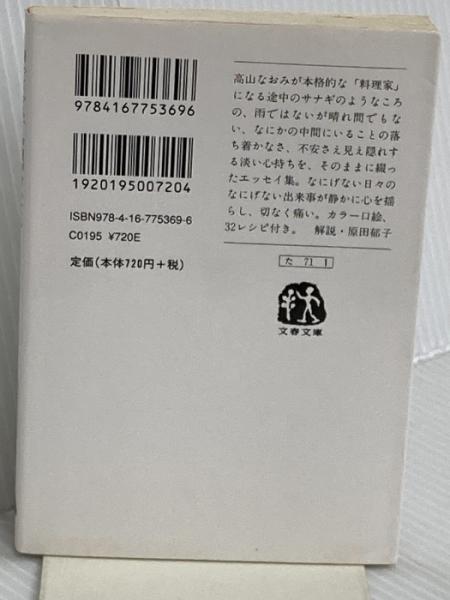 9784167753696
1920195007204
ISBN978-4-16-775369-6
C0195 ¥720E
定価(本体720円+税)
高山なおみが本格的な「料理家」
になる途中のサナギのようなころ
の、雨ではないが晴れ間でもな
い、なにかの中間にいることの落
ち着かなさ、不安さえ見え隠れす
る淡い心持ちを、そのままに綴っ
たエッセイ集。なにげない日々の
なにげない出来事が静かに心を揺
らし、切なく痛い。カラー口絵、
32レシピ付き。 解説・原田郁子
た 71 1
文春文庫